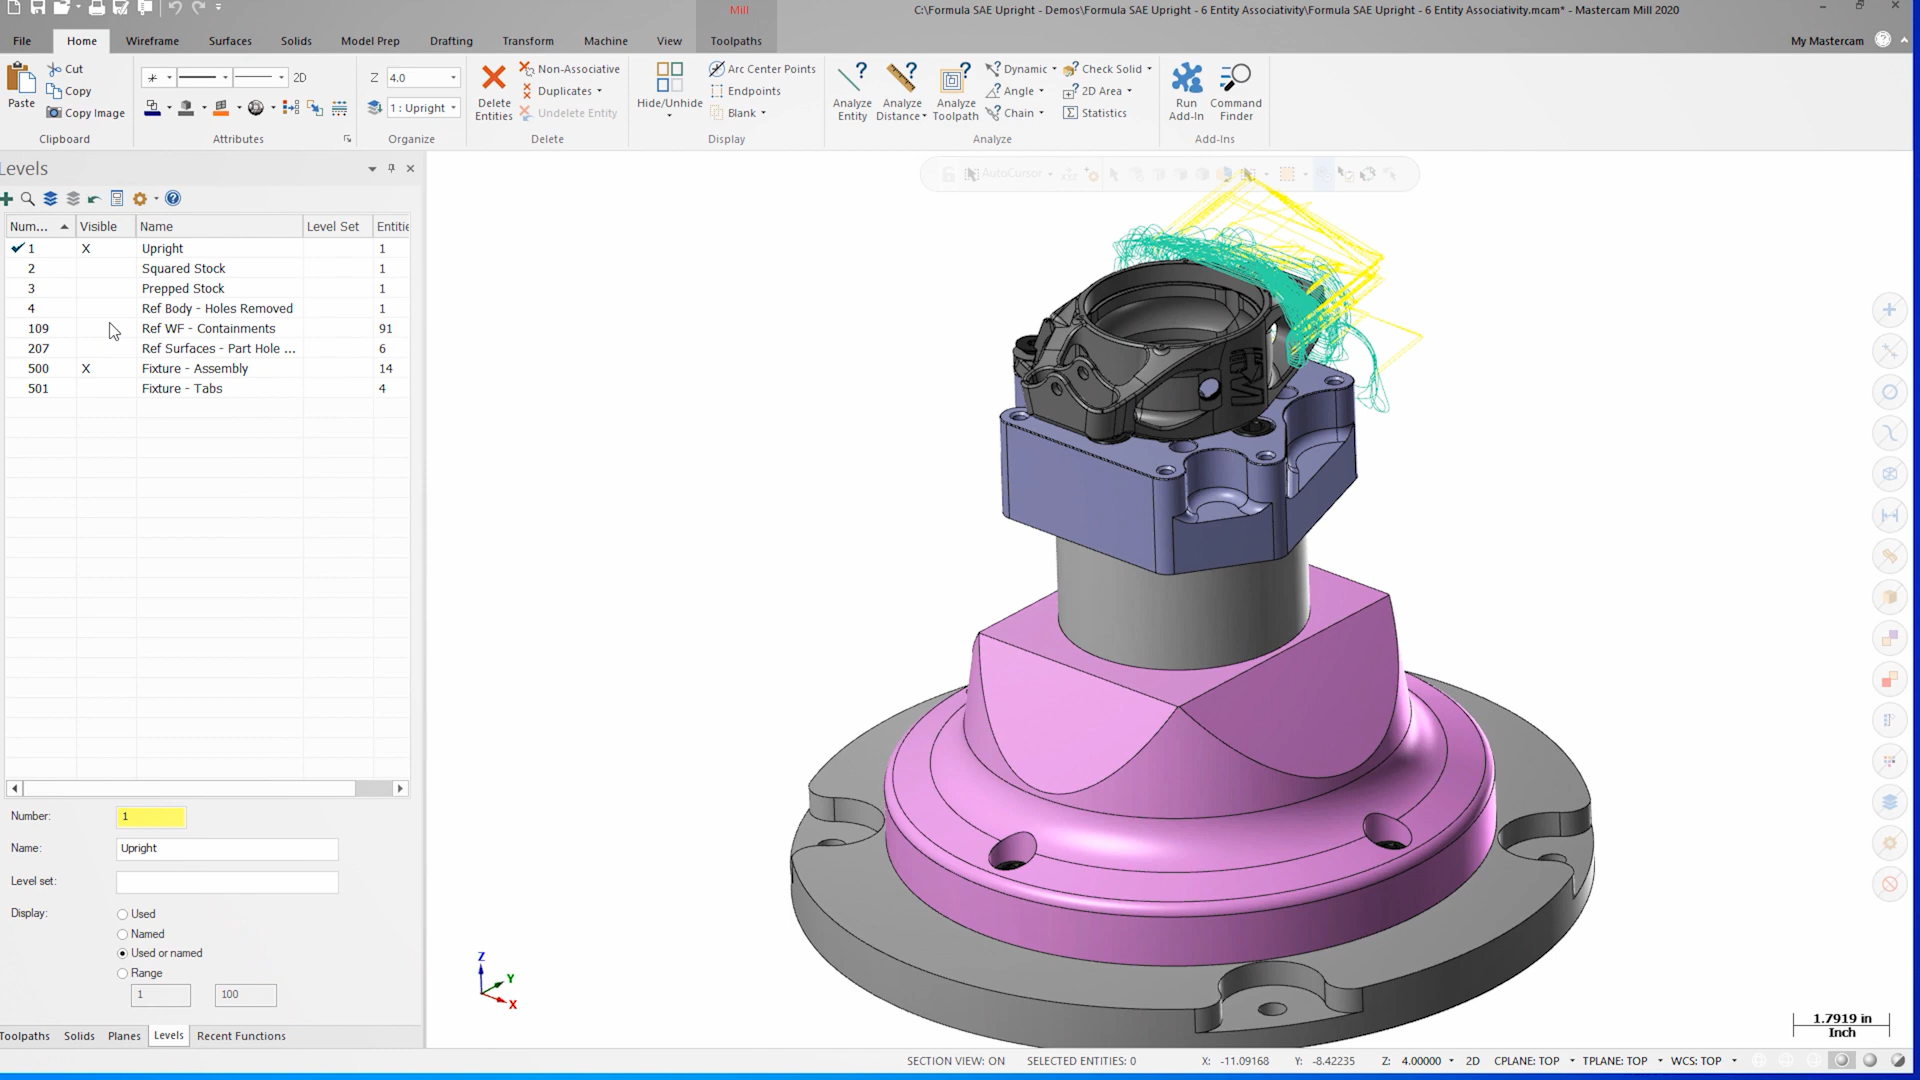 Mill
C:\Formula SAE Upright - Demos\Formula SAE Upright - 6 Entity Associativity\Formula SAE Upright - 6 Entity Associativity.mcam* - Mastercam Mill 2020
File Home Wireframe Surfaces Solids Model Prep Drafting Transform Machine View Toolpaths My Mastercam
Paste
Cut
Copy
Copy Image
Clipboard
2D
Attributes
Z 4.0
1 : Upright
Organize
Delete Entities
Non-Associative
Duplicates
Undelete Entity
Delete
Hide/Unhide
Arc Center Points
Endpoints
Blank
Display
Analyze Entity
Analyze Distance
Analyze Toolpath
Dynamic
Angle
Chain
Check Solid
2D Area
Statistics
Analyze
Run Add-In
Command Finder
Add-Ins
Levels
AutoCursor
Num... Visible Name Level Set Entitie
1 X Upright 1
2 Squared Stock 1
3 Prepped Stock 1
4 Ref Body - Holes Removed 1
109 Ref WF - Containments 91
207 Ref Surfaces - Part Hole ... 6
500 X Fixture - Assembly 14
501 Fixture - Tabs 4
Number: 1
Name: Upright
Level set:
Display: Used
Named
Used or named
Range
1 100
Toolpaths Solids Planes Levels Recent Functions
Z
Y
X
1.7919 in
Inch
SECTION VIEW: ON SELECTED ENTITIES: 0 X: -11.09168 Y: -8.42235 Z: 4.00000 2D CPLANE: TOP TPLANE: TOP WCS: TOP